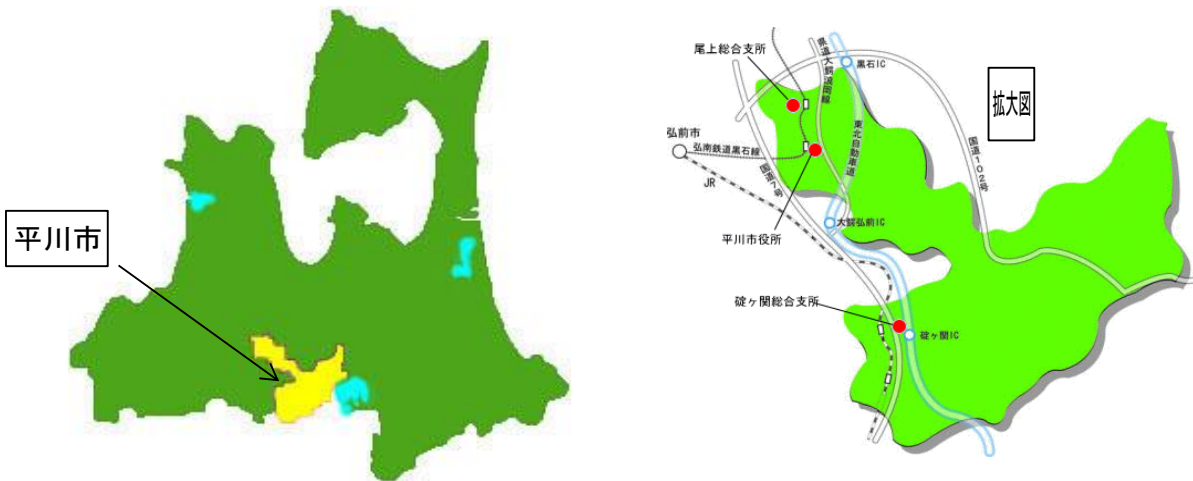 平川市
拡大図
尾上総合支所
県道大鰐浪岡線
黒石IC
弘前市
弘南鉄道黒石線
東北自動車道
国道102号
JR
国道7号
大鰐弘前IC
平川市役所
碇ヶ関総合支所
碇ヶ関IC